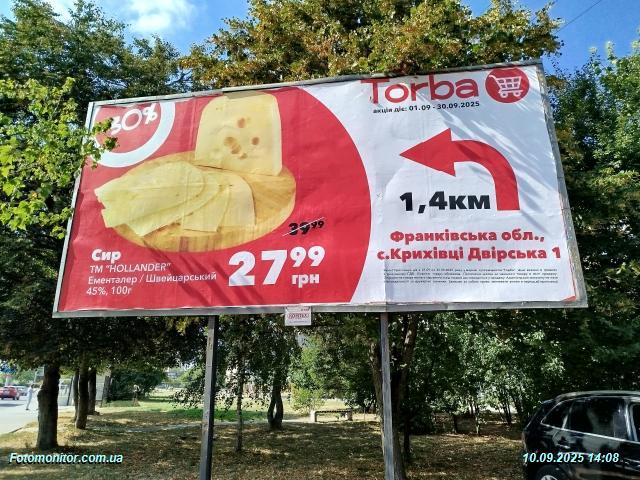 30%
Torba
акція діє: 01.09 - 30.09.2025
1,4км
Франківська обл.,
с.Крихівці Двірська 1
39 99
27 99
грн
Сир
ТМ "HOLLANDER"
Ементалер / Швейцарський
45%, 100г
Fotomonitor.com.ua
10.09.2025 14:08